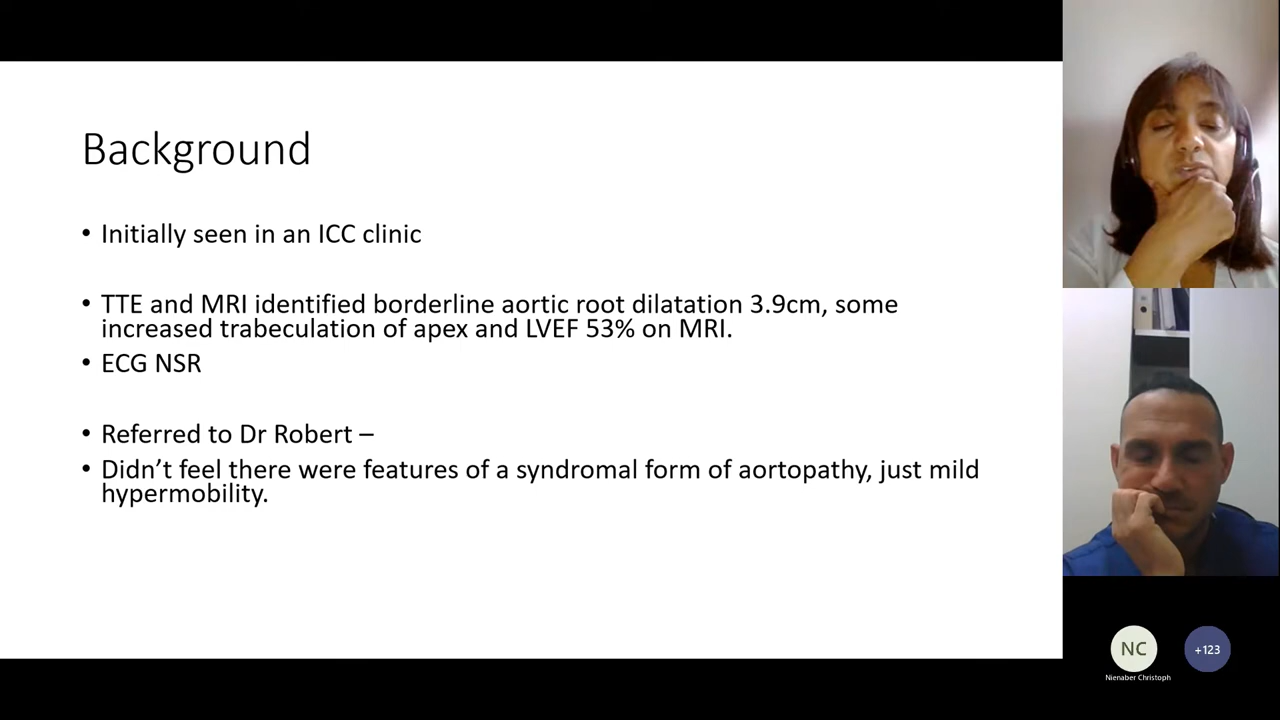 Background
• Initially seen in an ICC clinic
• TTE and MRI identified borderline aortic root dilatation 3.9cm, some
increased trabeculation of apex and LVEF 53% on MRI.
• ECG NSR
• Referred to Dr Robert –
• Didn’t feel there were features of a syndromal form of aortopathy, just mild
hypermobility.
NC
+123
Nienaber Christoph